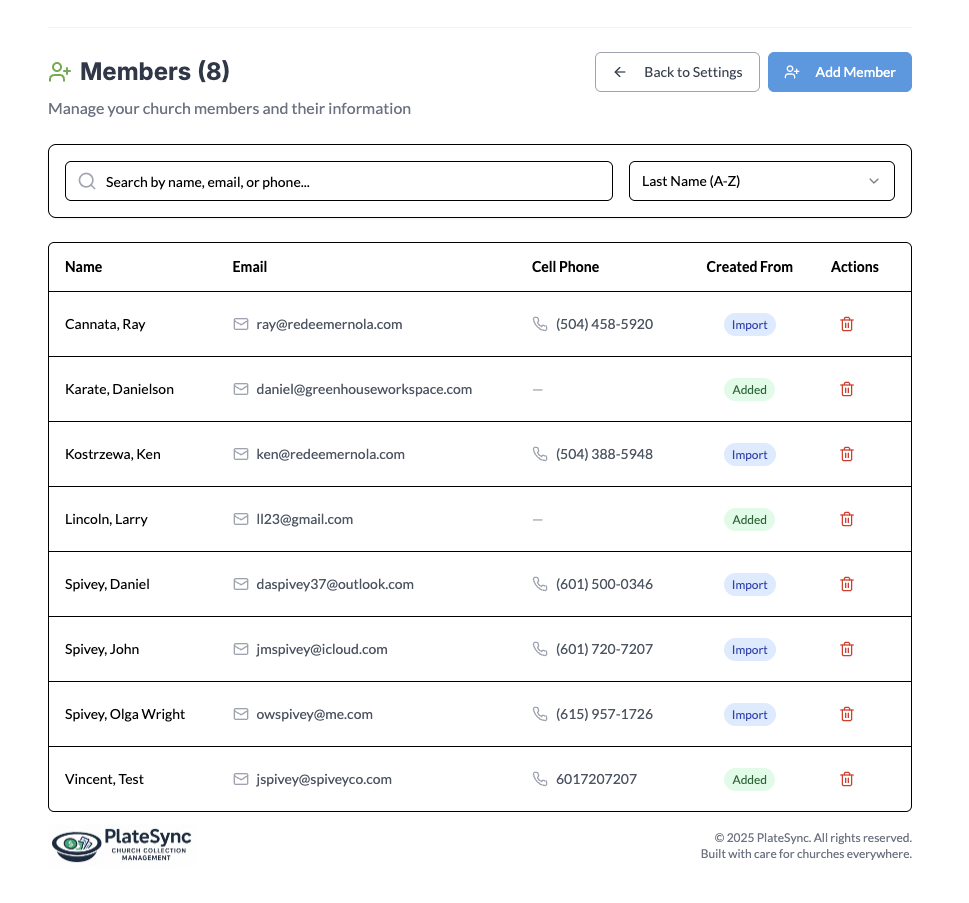 Members (8)
Back to Settings
Add Member
Manage your church members and their information
Search by name, email, or phone...
Last Name (A-Z)
Name Email Cell Phone Created From Actions
Cannata, Ray ray@redeemernola.com (504) 458-5920 Import
Karate, Danielson daniel@greenhouseworkspace.com — Added
Kostrzewa, Ken ken@redeemernola.com (504) 388-5948 Import
Lincoln, Larry ll23@gmail.com — Added
Spivey, Daniel daspivey37@outlook.com (601) 500-0346 Import
Spivey, John jmspivey@icloud.com (601) 720-7207 Import
Spivey, Olga Wright owspivey@me.com (615) 957-1726 Import
Vincent, Test jspivey@spiveyco.com 6017207207 Added
PlateSync
CHURCH COLLECTION
MANAGEMENT
© 2025 PlateSync. All rights reserved.
Built with care for churches everywhere.